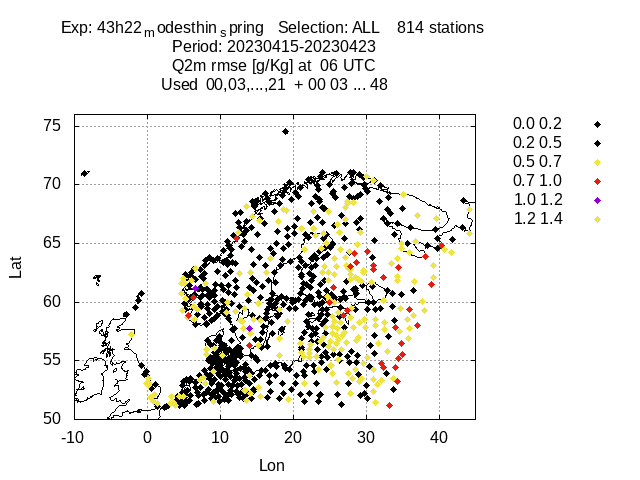 Exp: 43h22modesthinspring Selection: ALL 814 stations
Period: 20230415-20230423
Q2m rmse [g/Kg] at 06 UTC
Used 00,03,...,21 + 00 03 ... 48
75
70
65
60
55
50
-10 0 10 20 30 40
Lat
Lon
0.0 0.2
0.2 0.5
0.5 0.7
0.7 1.0
1.0 1.2
1.2 1.4